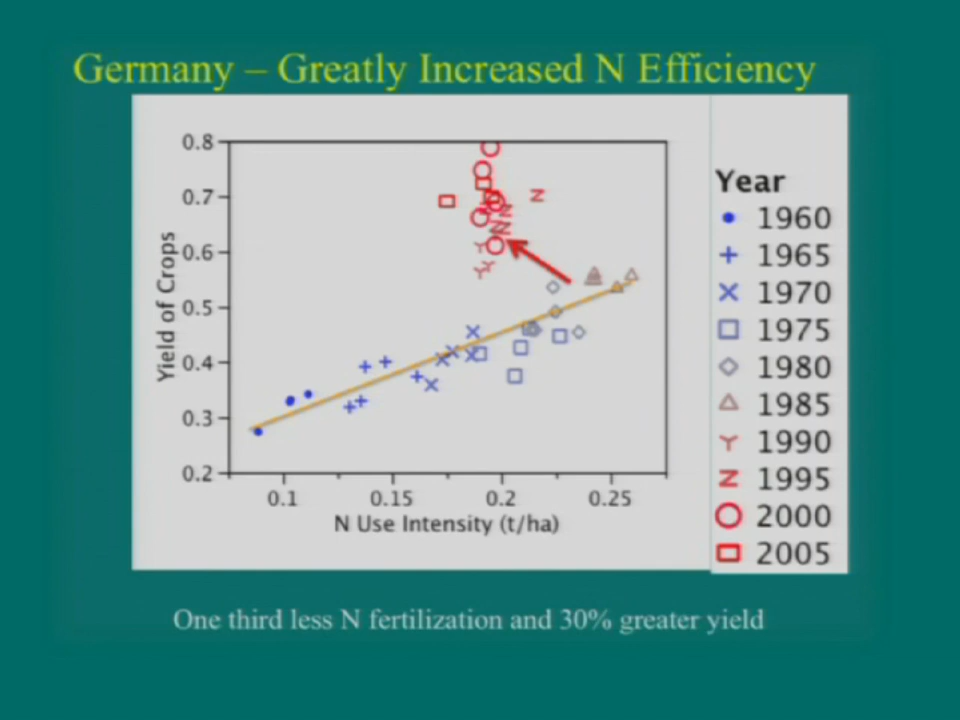 Germany – Greatly Increased N Efficiency
0.8
0.7
0.6
0.5
0.4
0.3
0.2
Yield of Crops
0.1 0.15 0.2 0.25
N Use Intensity (t/ha)
Year
1960
1965
1970
1975
1980
1985
1990
1995
2000
2005
One third less N fertilization and 30% greater yield